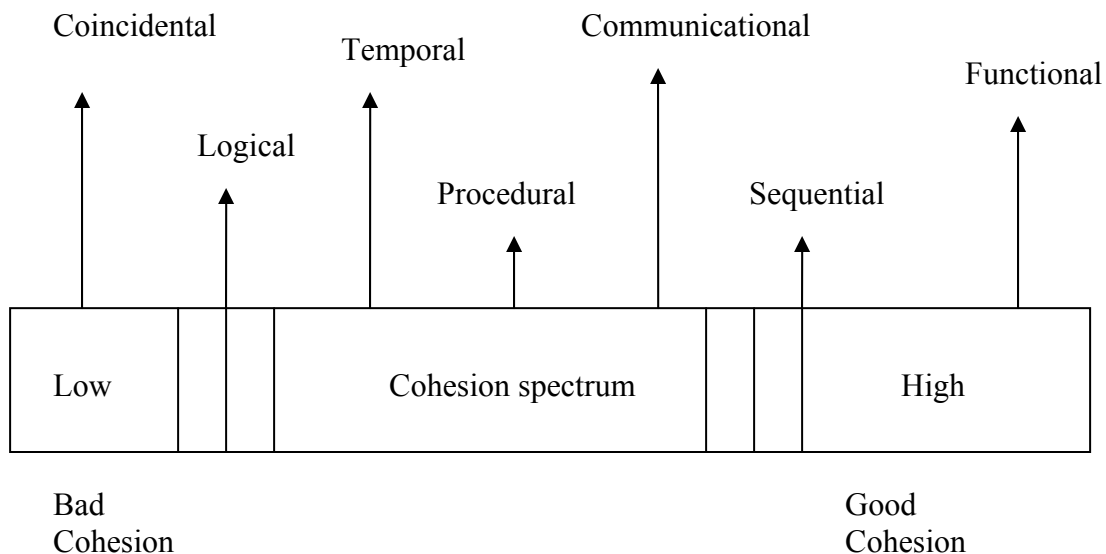 Coincidental
Communicational
Temporal
Functional
Logical
Procedural
Sequential
Low
Cohesion spectrum
High
Bad
Cohesion
Good
Cohesion